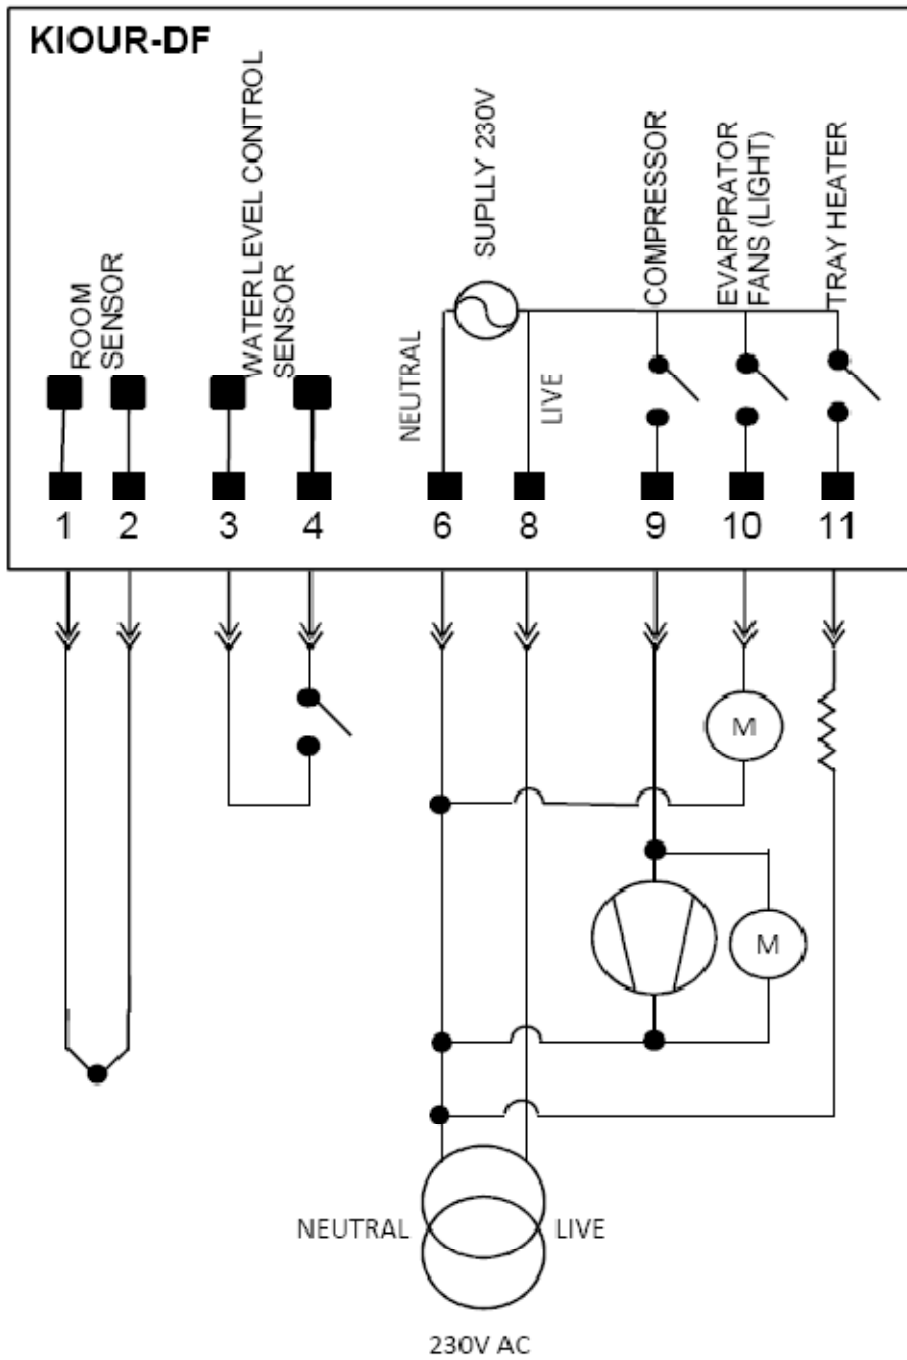 KIOUR-DF
ROOM
SENSOR
WATER LEVEL CONTROL
SENSOR
NEUTRAL
SUPLLY 230V
LIVE
COMPRESSOR
EVARPRATOR
FANS (LIGHT)
TRAY HEATER
1 2 3 4 6 8 9 10 11
M
M
NEUTRAL LIVE
230V AC